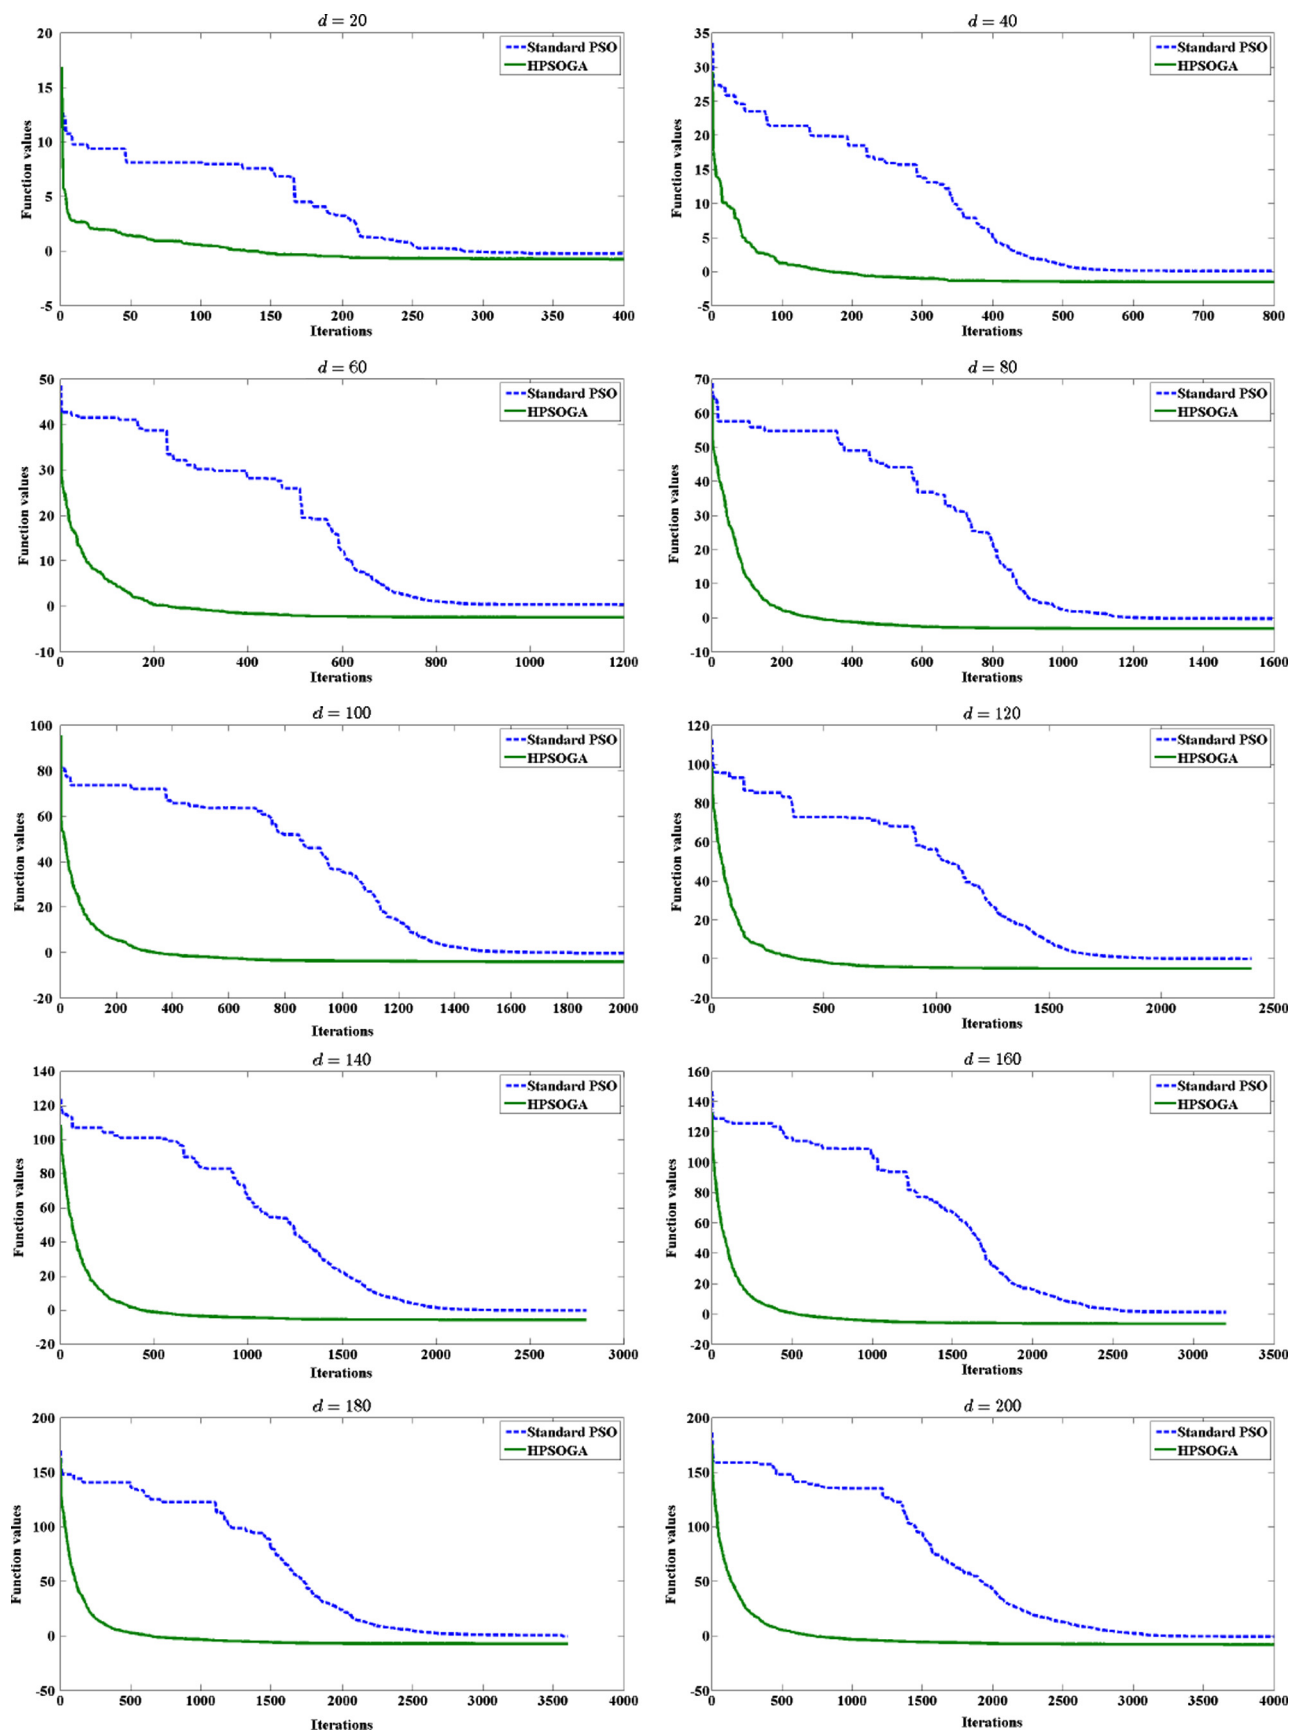 d = 20
20
15
10
5
0
-5
Function values
Standard PSO
HPSOGA
0 50 100 150 200 250 300 350 400
Iterations
d = 40
35
30
25
20
15
10
5
0
-5
Function values
Standard PSO
HPSOGA
0 100 200 300 400 500 600 700 800
Iterations
d = 60
50
40
30
20
10
0
-10
Function values
Standard PSO
HPSOGA
0 200 400 600 800 1000 1200
Iterations
d = 80
70
60
50
40
30
20
10
0
-10
Function values
Standard PSO
HPSOGA
0 200 400 600 800 1000 1200 1400 1600
Iterations
d = 100
100
80
60
40
20
0
-20
Function values
Standard PSO
HPSOGA
0 200 400 600 800 1000 1200 1400 1600 1800 2000
Iterations
d = 120
120
100
80
60
40
20
0
-20
Function values
Standard PSO
HPSOGA
0 500 1000 1500 2000 2500
Iterations
d = 140
140
120
100
80
60
40
20
0
-20
Function values
Standard PSO
HPSOGA
0 500 1000 1500 2000 2500 3000
Iterations
d = 160
160
140
120
100
80
60
40
20
0
-20
Function values
Standard PSO
HPSOGA
0 500 1000 1500 2000 2500 3000 3500
Iterations
d = 180
200
150
100
50
0
-50
Function values
Standard PSO
HPSOGA
0 500 1000 1500 2000 2500 3000 3500 4000
Iterations
d = 200
200
150
100
50
0
-50
Function values
Standard PSO
HPSOGA
0 500 1000 1500 2000 2500 3000 3500 4000
Iterations